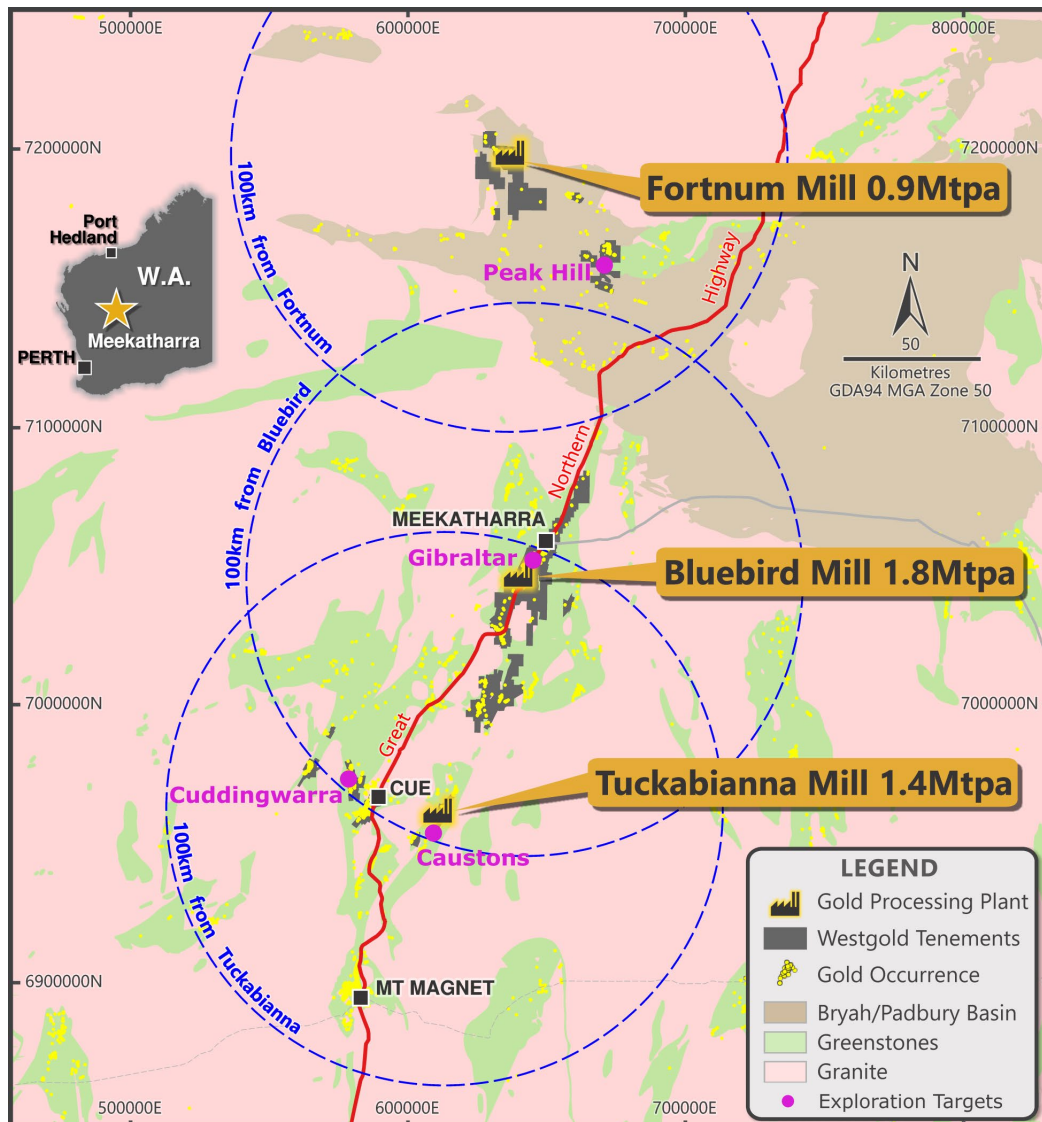 500000E
600000E
700000E
800000E
7200000N
7200000N
100km from Fortnum
Fortnum Mill 0.9Mtpa
Port
Hedland
W.A.
Meekatharra
PERTH
Peak Hill
Highway
N
50
Kilometres
GDA94 MGA Zone 50
100km from Bluebird
7100000N
7100000N
Northern
MEEKATHARRA
Gibraltar
Bluebird Mill 1.8Mtpa
7000000N
7000000N
Great
Cuddingwarra
CUE
Tuckabianna Mill 1.4Mtpa
Caustons
100km from Tuckabianna
6900000N
MT MAGNET
LEGEND
Gold Processing Plant
Westgold Tenements
Gold Occurrence
Bryah/Padbury Basin
Greenstones
Granite
Exploration Targets
500000E
600000E
700000E